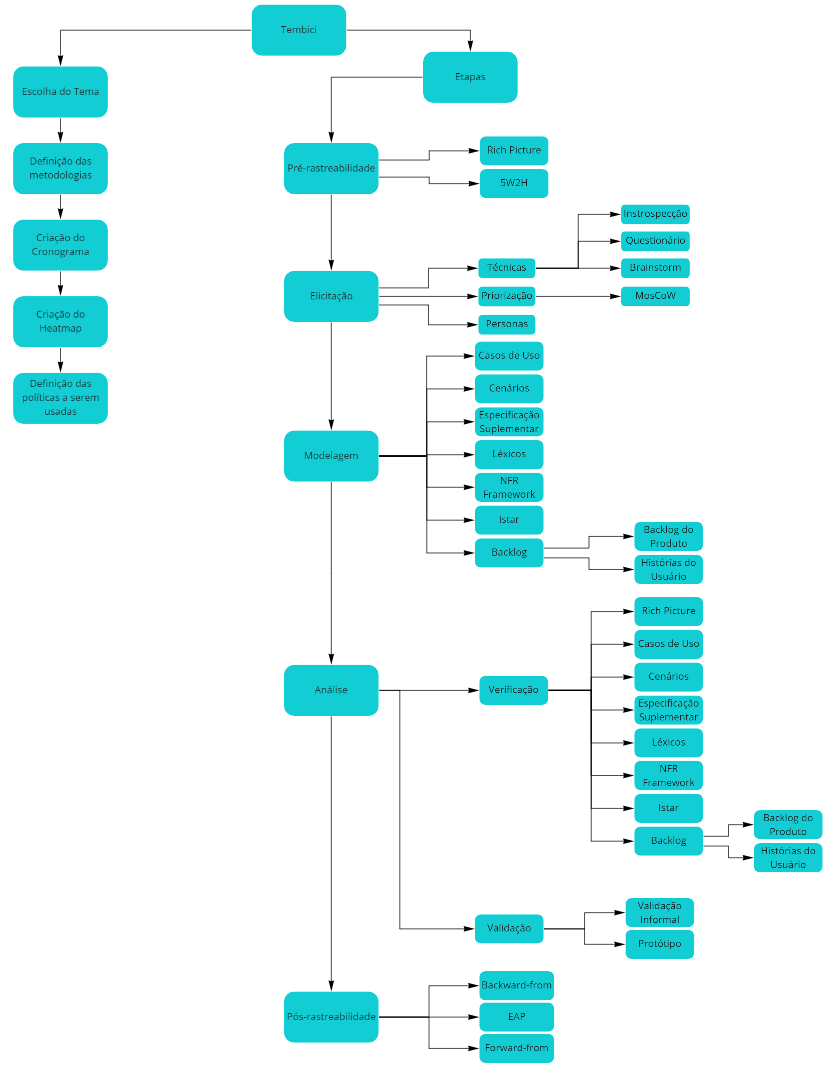 Tembici
Etapas
Escolha do Tema
Definição das
metodologias
Criação do
Cronograma
Criação do
Heatmap
Definição das
políticas a serem
usadas
Pré-rastreabilidade
Rich Picture
5W2H
Elicitação
Técnicas
Instrospecção
Questionário
Brainstorm
Priorização
MosCoW
Personas
Modelagem
Casos de Uso
Cenários
Especificação
Suplementar
Léxicos
NFR
Framework
Istar
Backlog
Backlog do
Produto
Histórias do
Usuário
Análise
Verificação
Rich Picture
Casos de Uso
Cenários
Especificação
Suplementar
Léxicos
NFR
Framework
Istar
Backlog
Backlog do
Produto
Histórias do
Usuário
Validação
Validação
Informal
Protótipo
Pós-rastreabilidade
Backward-from
EAP
Forward-from